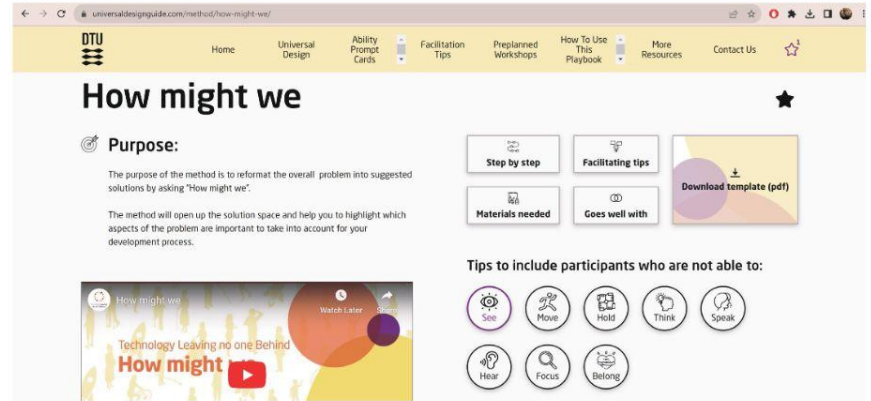 universaldesignguide.com/method/how-might-we/
DTU
Home
Universal
Design
Ability
Prompt
Cards
Facilitation
Tips
Preplanned
Workshops
How To Use
This
Playbook
More
Resources
Contact Us
1
How might we
Purpose:
The purpose of the method is to reformat the overall problem into suggested
solutions by asking "How might we".
The method will open up the solution space and help you to highlight which
aspects of the problem are important to take into account for your
development process.
How might we
Watch Later
Share
Technology Leaving no one Behind
How might we
Step by step
Facilitating tips
Materials needed
Goes well with
Download template (pdf)
Tips to include participants who are not able to:
See
Move
Hold
Think
Speak
Hear
Focus
Belong